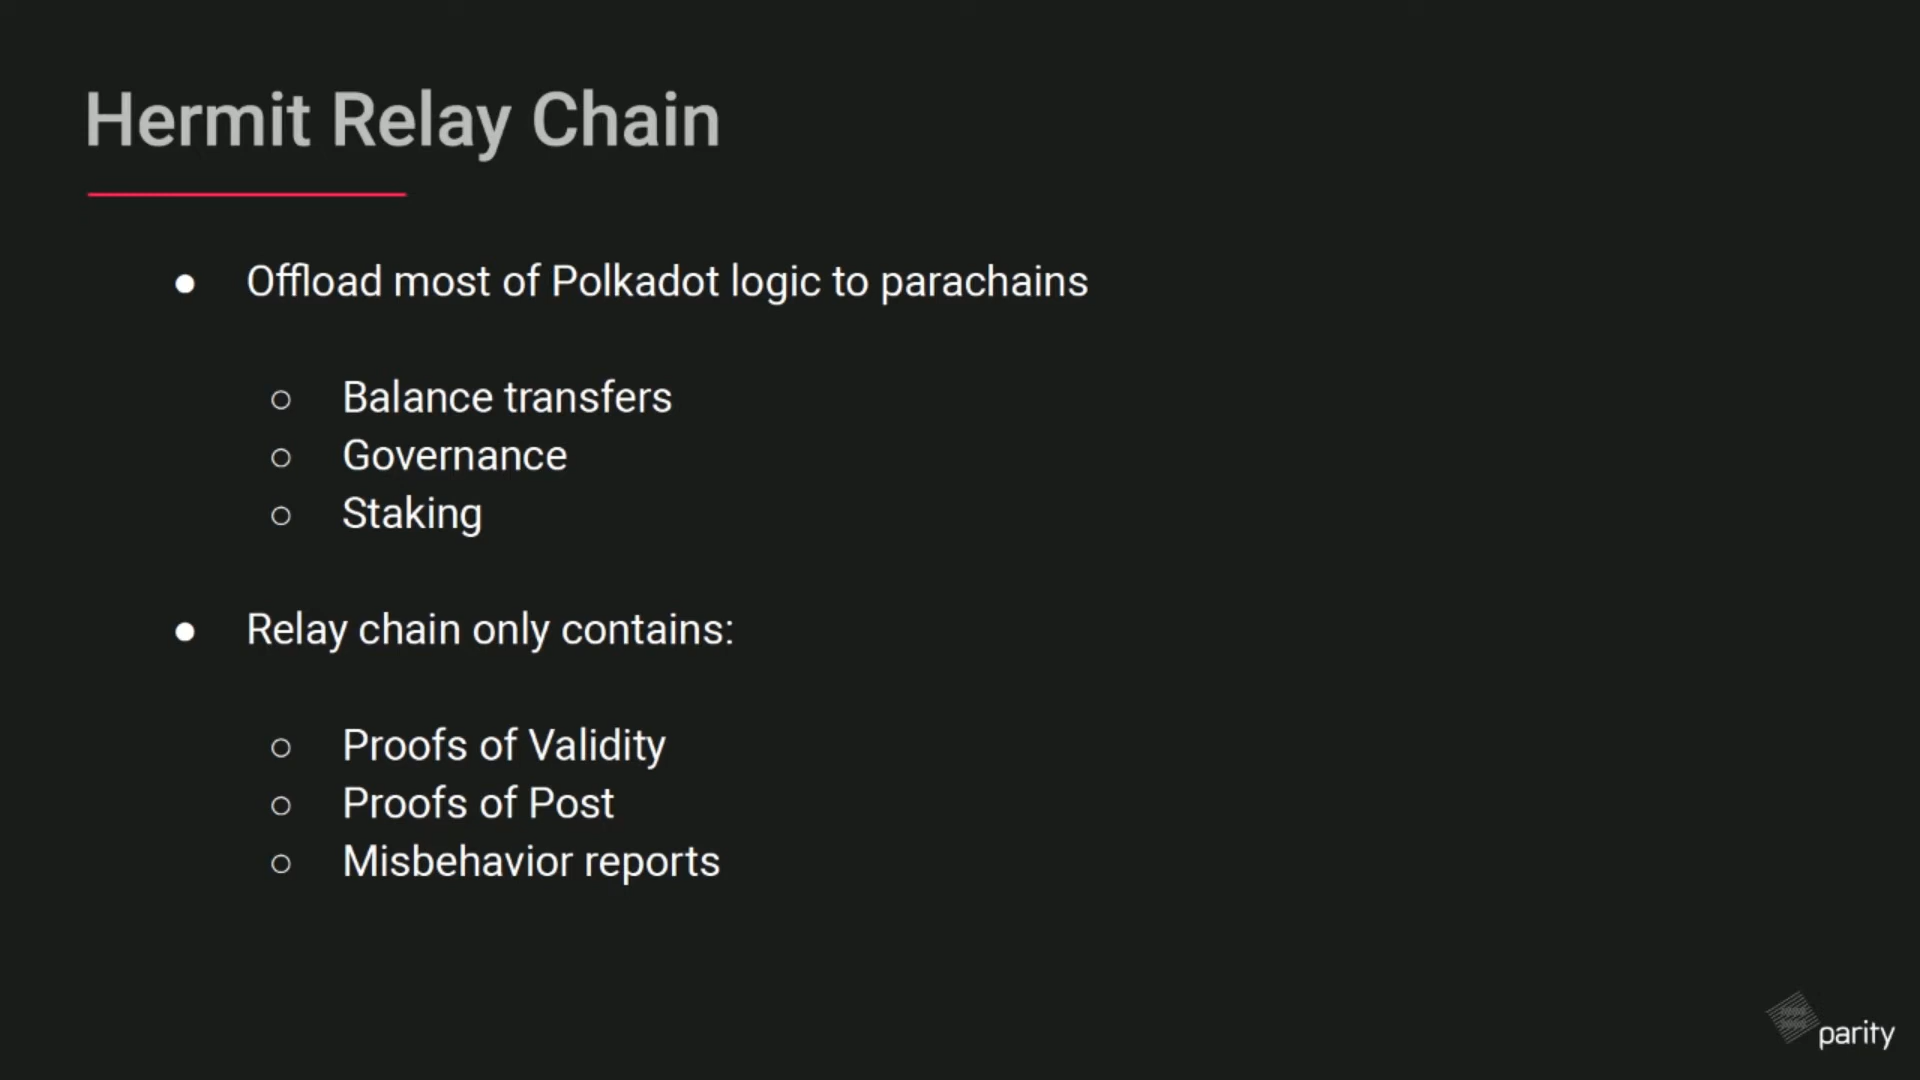 Hermit Relay Chain
● Offload most of Polkadot logic to parachains
○ Balance transfers
○ Governance
○ Staking
● Relay chain only contains:
○ Proofs of Validity
○ Proofs of Post
○ Misbehavior reports
parity